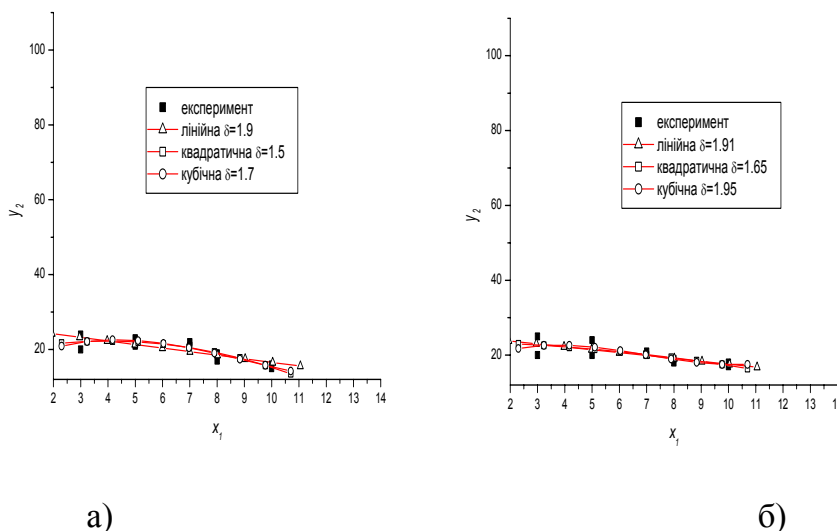 100
80
60
40
20
y₂
експеримент
лінійна δ=1.9
квадратична δ=1.5
кубічна δ=1.7
2 3 4 5 6 7 8 9 10 11 12 13 14
x₁
а)
100
80
60
40
20
y₂
експеримент
лінійна δ=1.91
квадратична δ=1.65
кубічна δ=1.95
2 3 4 5 6 7 8 9 10 11 12 13
x₁
б)